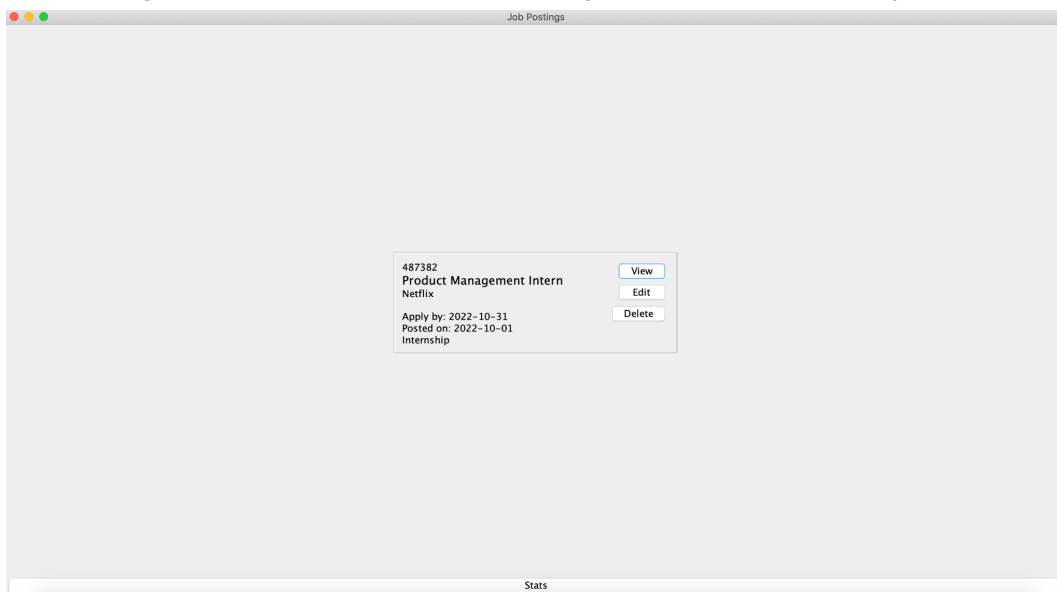 Job Postings
487382
Product Management Intern
Netflix
Apply by: 2022-10-31
Posted on: 2022-10-01
Internship
View
Edit
Delete
Stats